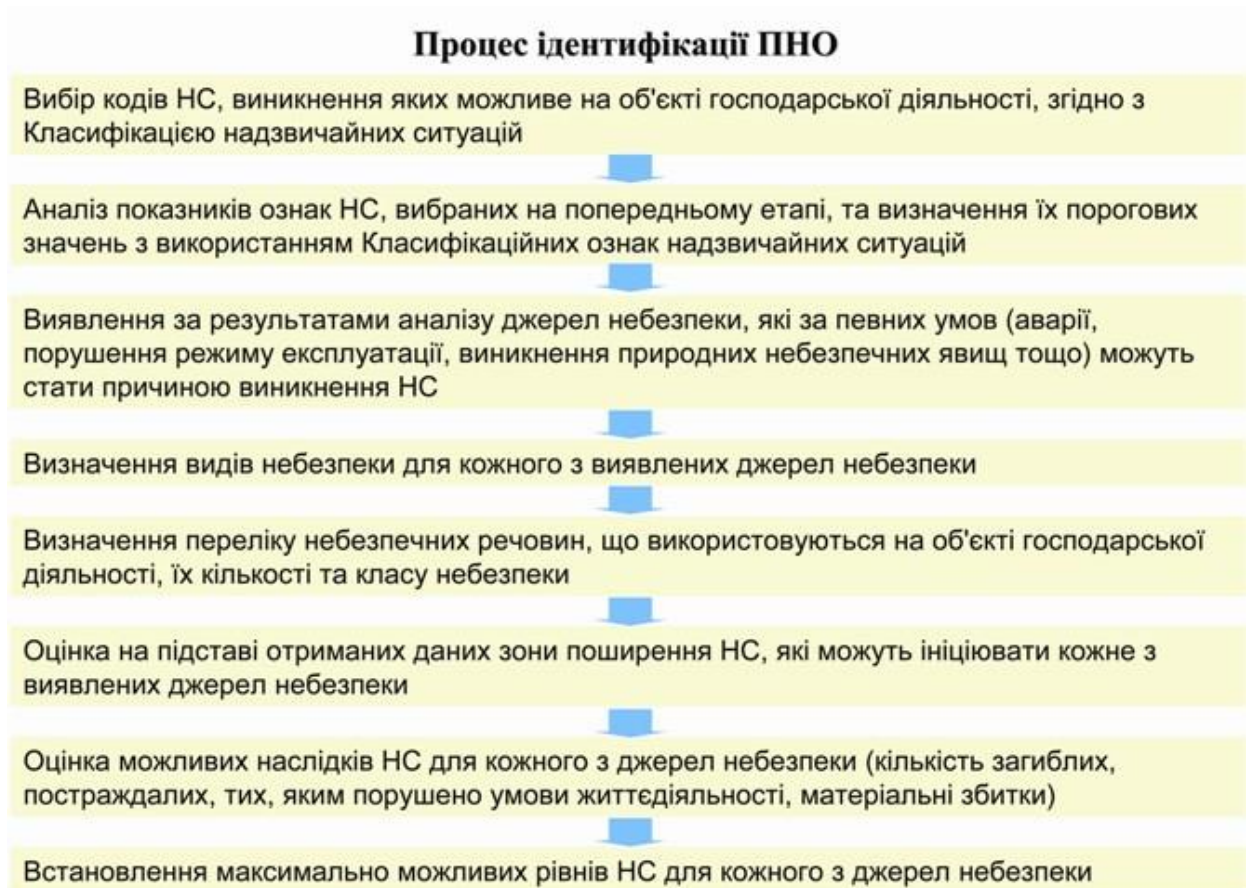 Процес ідентифікації ПНО
Вибір кодів НС, виникнення яких можливе на об'єкті господарської діяльності, згідно з
Класифікацією надзвичайних ситуацій
Аналіз показників ознак НС, вибраних на попередньому етапі, та визначення їх порогових
значень з використанням Класифікаційних ознак надзвичайних ситуацій
Виявлення за результатами аналізу джерел небезпеки, які за певних умов (аварії,
порушення режиму експлуатації, виникнення природних небезпечних явищ тощо) можуть
стати причиною виникнення НС
Визначення видів небезпеки для кожного з виявлених джерел небезпеки
Визначення переліку небезпечних речовин, що використовуються на об'єкті господарської
діяльності, їх кількості та класу небезпеки
Оцінка на підставі отриманих даних зони поширення НС, які можуть ініціювати кожне з
виявлених джерел небезпеки
Оцінка можливих наслідків НС для кожного з джерел небезпеки (кількість загиблих,
постраждалих, тих, яким порушено умови життєдіяльності, матеріальні збитки)
Встановлення максимально можливих рівнів НС для кожного з джерел небезпеки